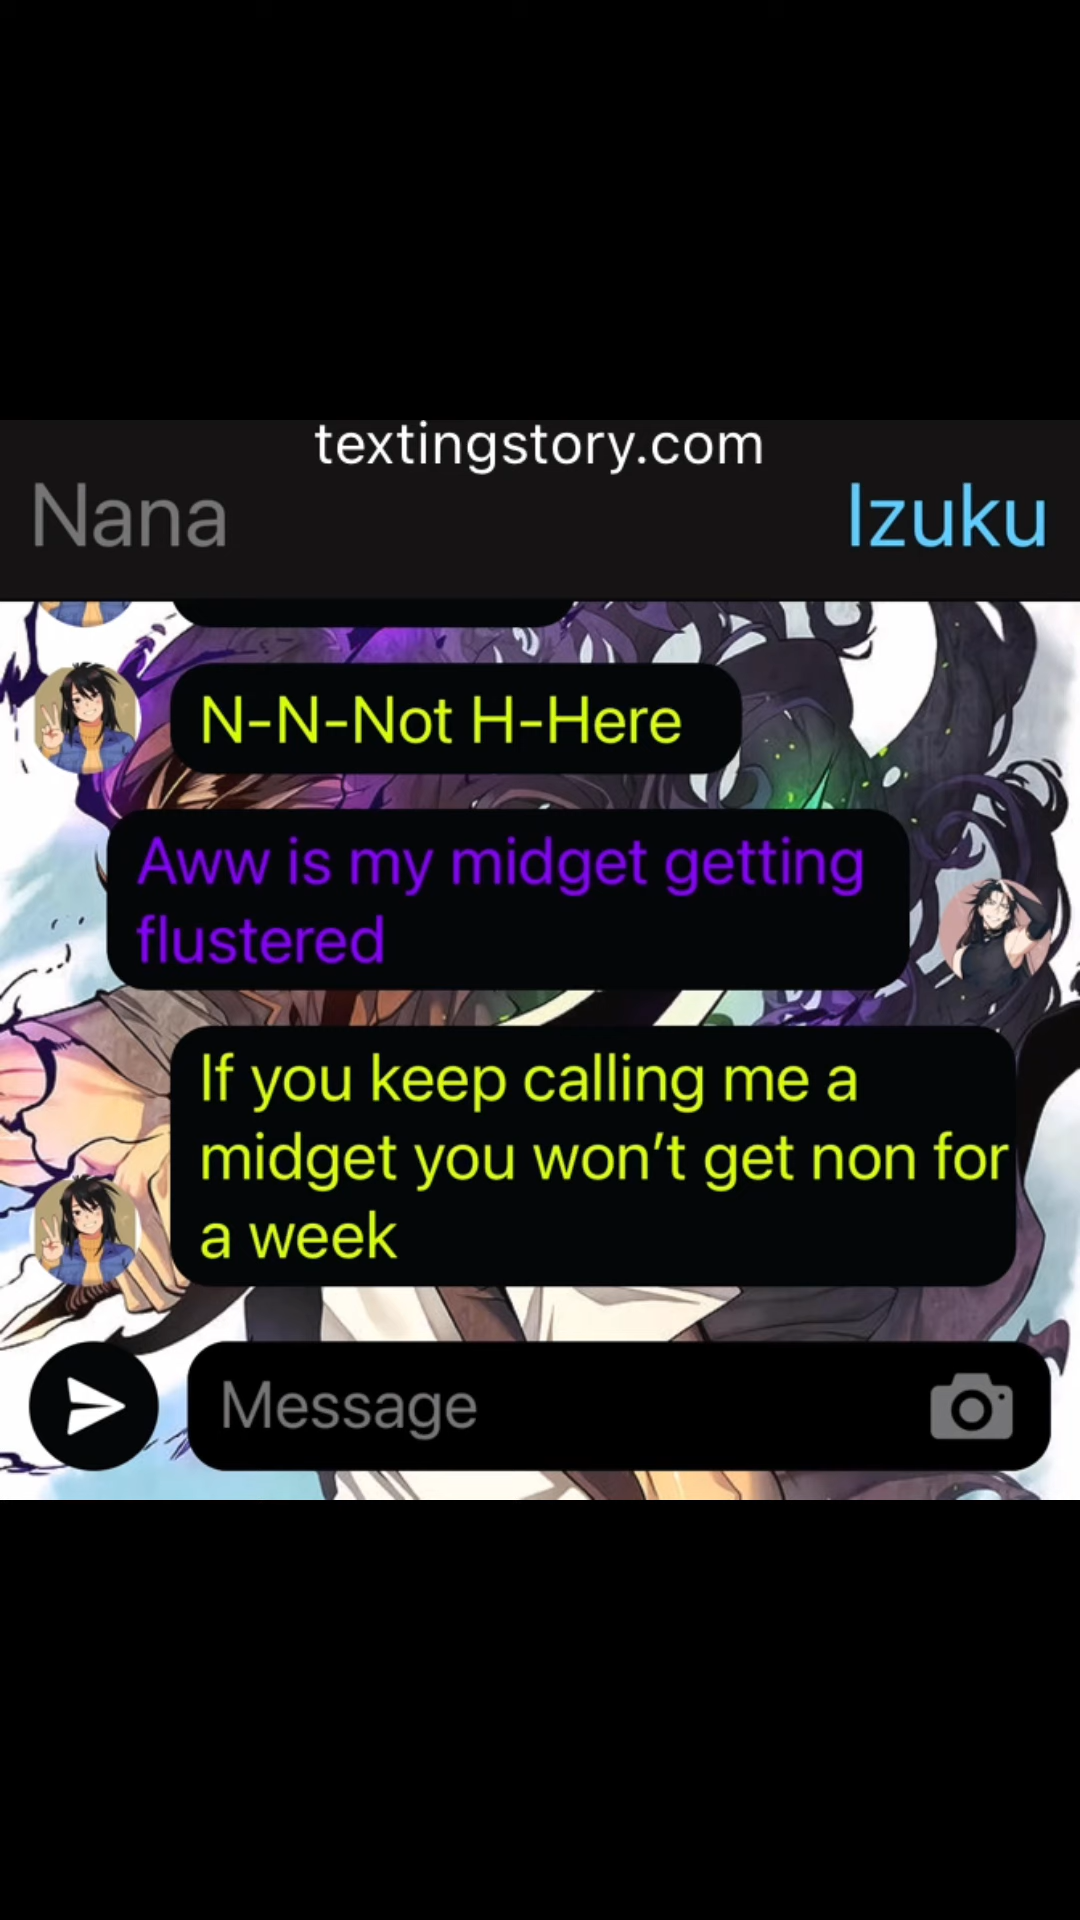 textingstory.com
Nana
Izuku
N-N-Not H-Here
Aww is my midget getting
flustered
If you keep calling me a
midget you won’t get non for
a week
Message